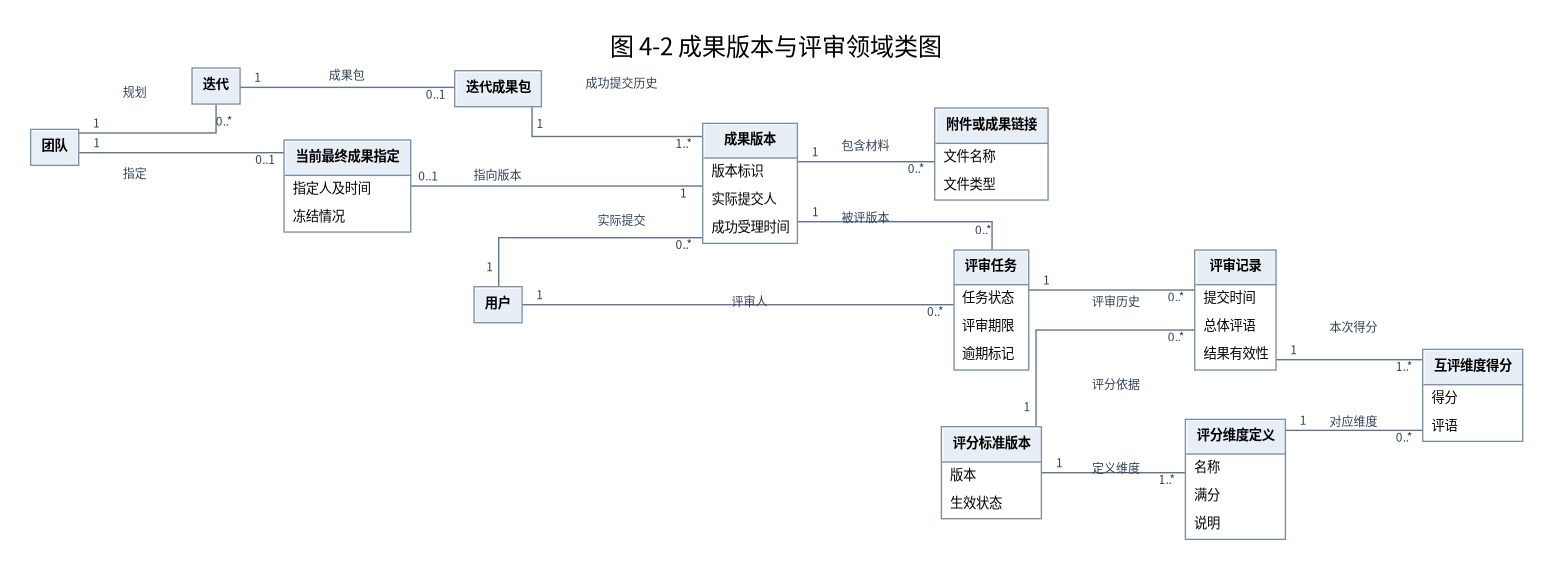 图 4-2 成果版本与评审领域类图
迭代
1
成果包
0..1
迭代成果包
成功提交历史
规划
0..*
1
团队
1
指定
0..1
当前最终成果指定
指定人及时间
冻结情况
0..1
指向版本
1
1
1..*
成果版本
版本标识
实际提交人
成功受理时间
1
包含材料
0..*
附件或成果链接
文件名称
文件类型
1
被评版本
0..*
实际提交
0..*
1
用户
1
评审人
0..*
评审任务
任务状态
评审期限
逾期标记
1
评审历史
0..*
评审记录
提交时间
总体评语
结果有效性
0..*
评分依据
1
1
本次得分
1..*
互评维度得分
得分
评语
评分标准版本
版本
生效状态
1
定义维度
1..*
评分维度定义
名称
满分
说明
1
对应维度
0..*